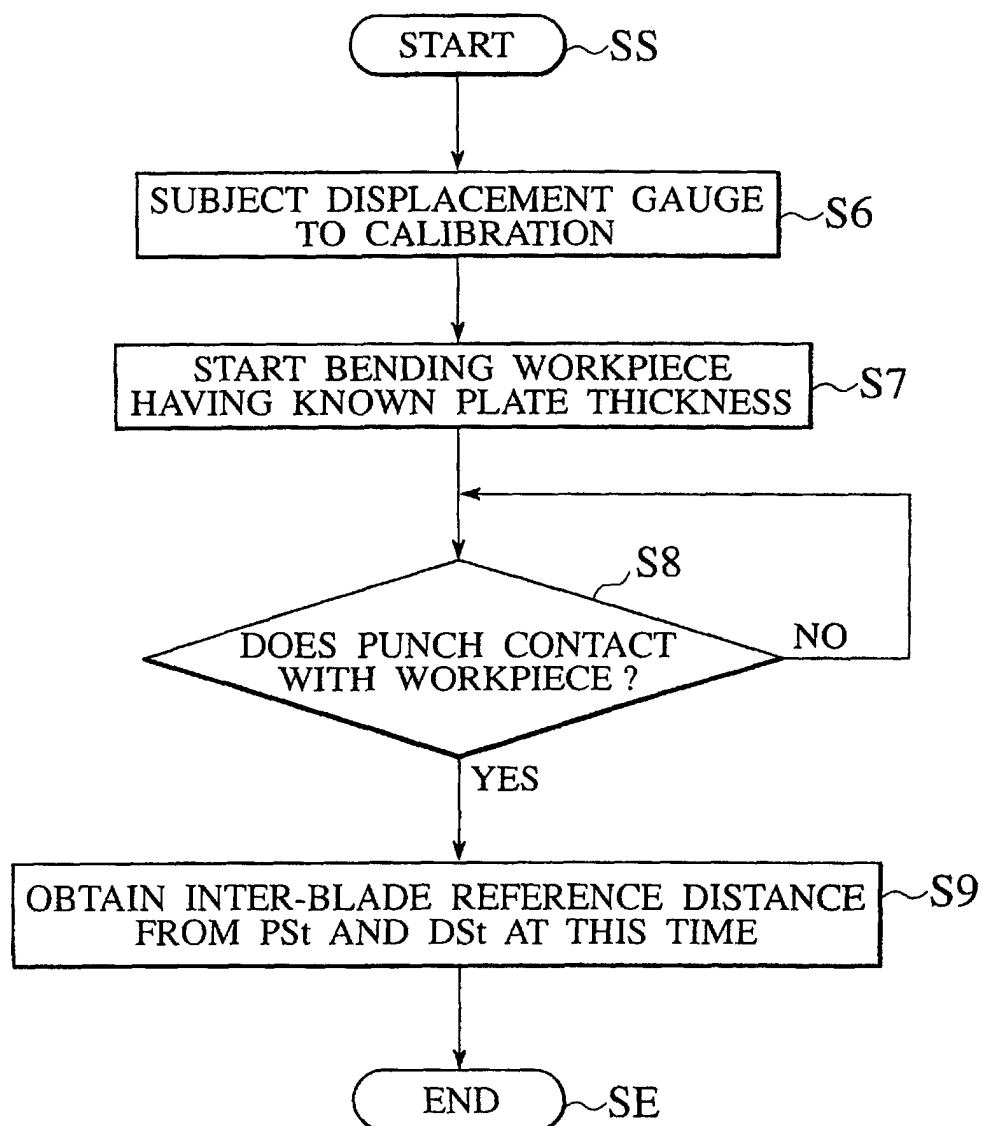 START
SS
SUBJECT DISPLACEMENT GAUGE
TO CALIBRATION
S6
START BENDING WORKPIECE
HAVING KNOWN PLATE THICKNESS
S7
S8
DOES PUNCH CONTACT
WITH WORKPIECE ?
NO
YES
OBTAIN INTER-BLADE REFERENCE DISTANCE
FROM PSt AND DSt AT THIS TIME
S9
END
SE